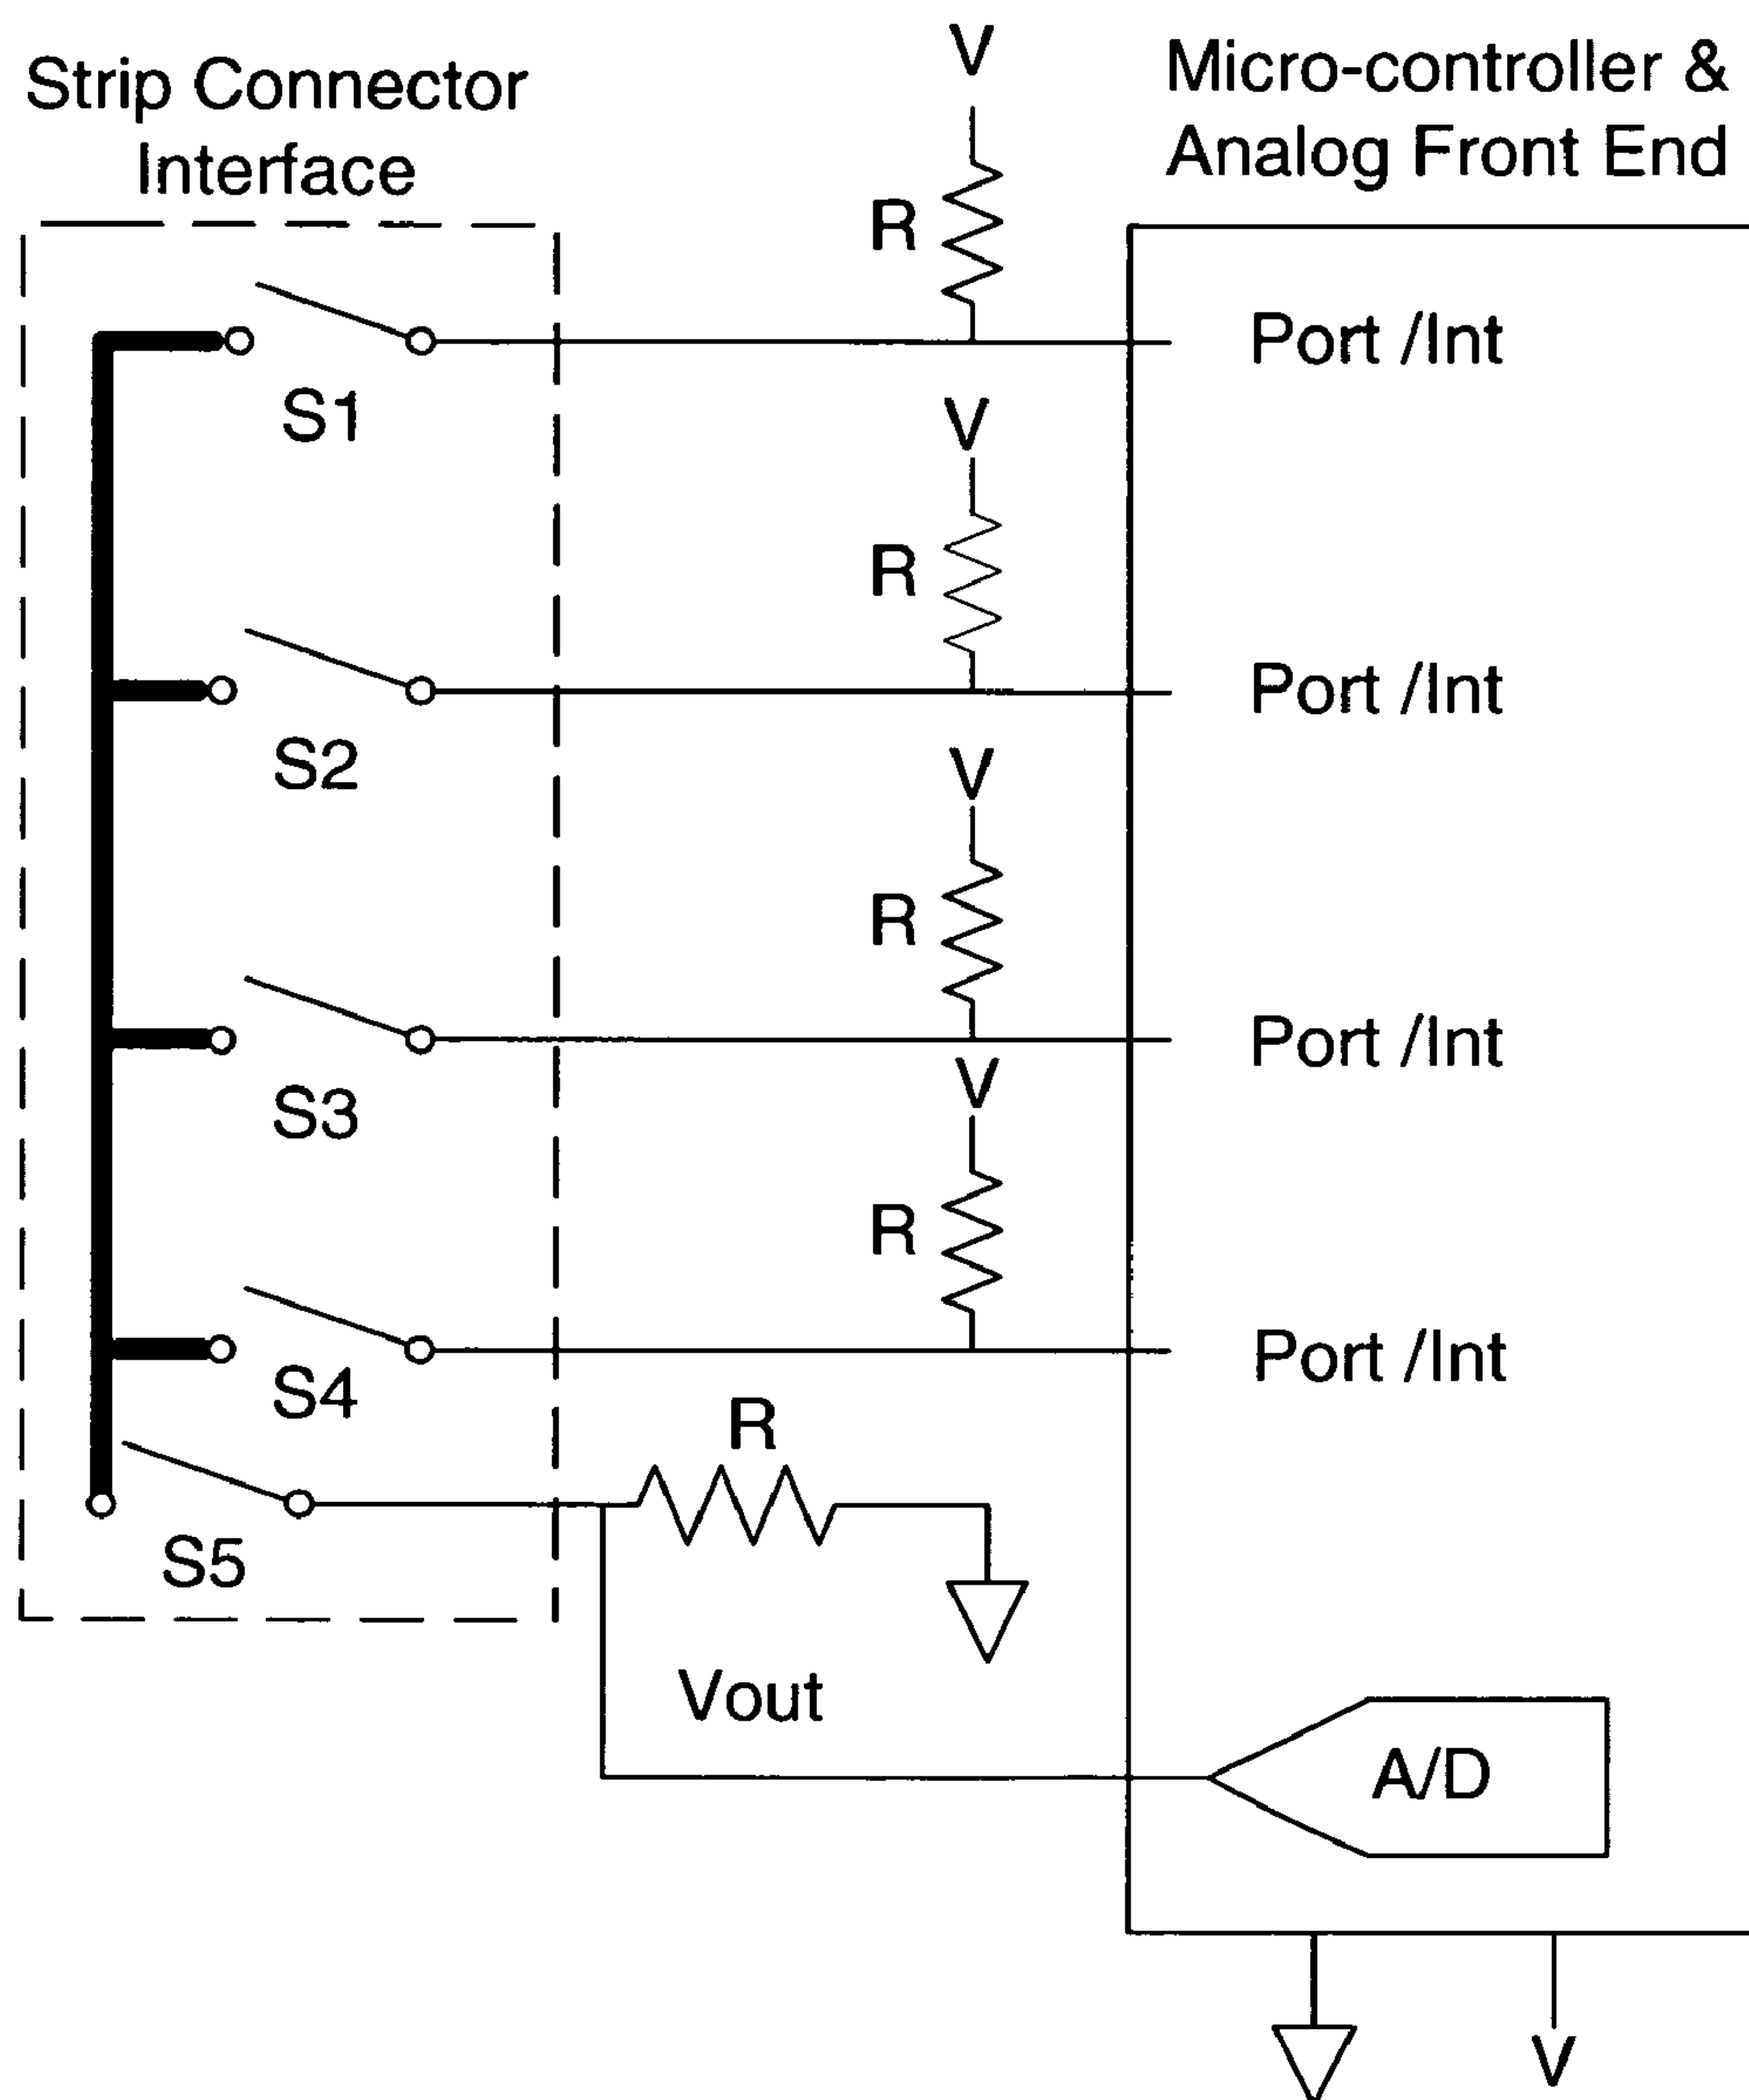 Strip Connector
Interface
V
Micro-controller &
Analog Front End
R
Port /Int
S1
V
R
Port /Int
S2
V
R
Port /Int
S3
V
R
Port /Int
S4
R
S5
Vout
A/D
V